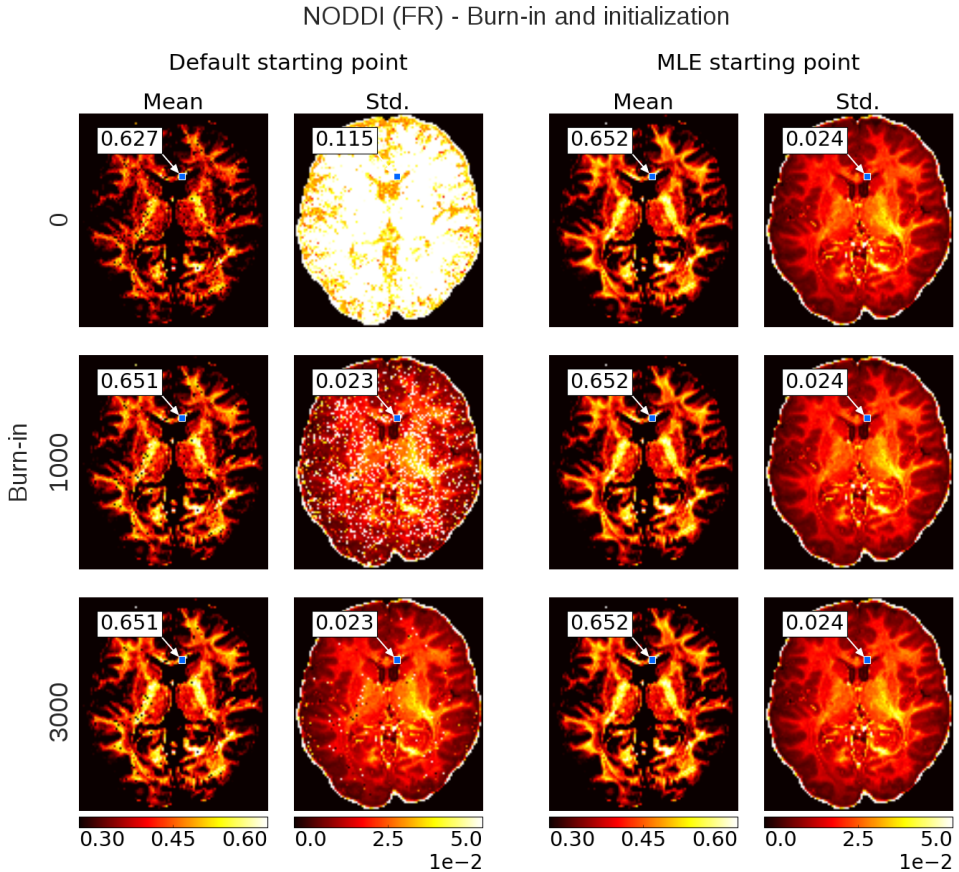 NODDI (FR) - Burn-in and initialization
Default starting point
MLE starting point
Mean
Std.
Mean
Std.
0.627
0.115
0.652
0.024
0
0.651
0.023
0.652
0.024
Burn-in
1000
0.651
0.023
0.652
0.024
3000
0.30 0.45 0.60
0.0 2.5 5.0
0.30 0.45 0.60
0.0 2.5 5.0
1e−2
1e−2